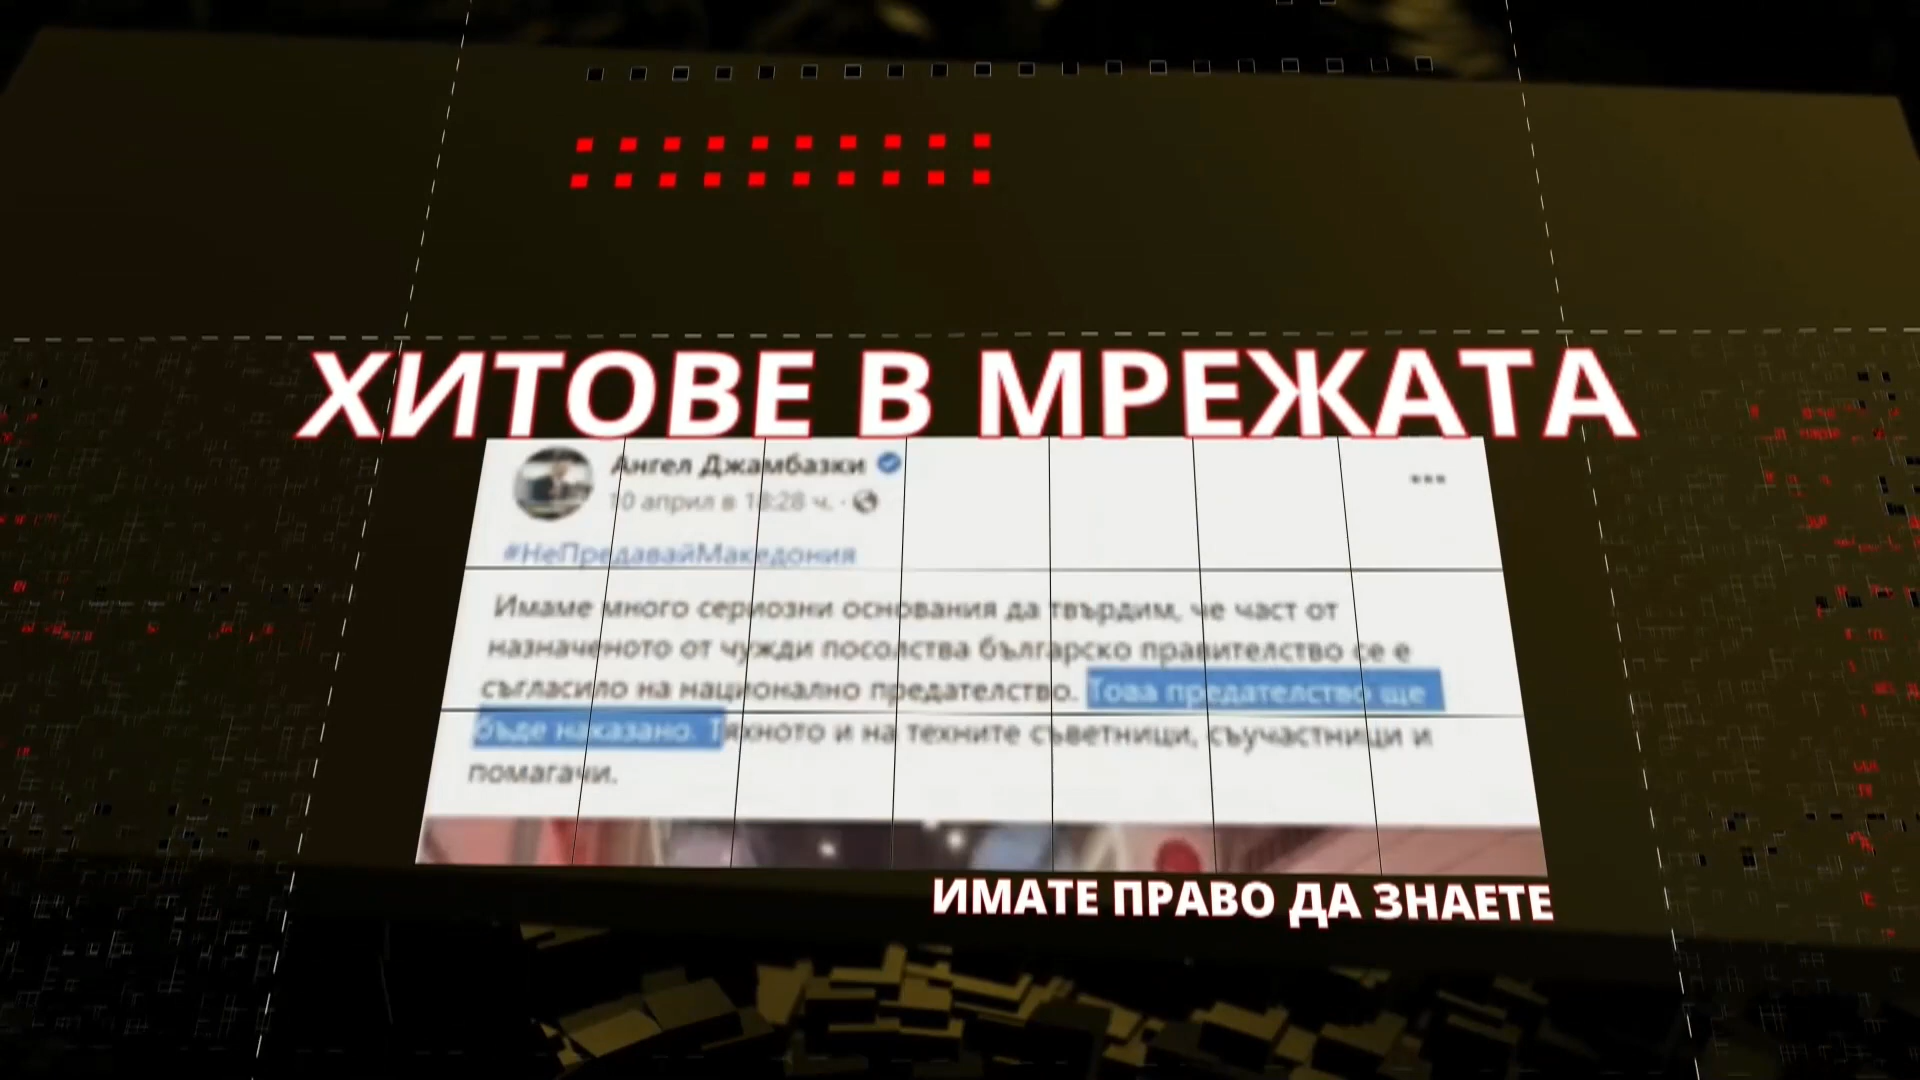 ХИТОВЕ В МРЕЖАТА
Ангел Джамбазки
10 април в 18:28 ч. ·
#НеПредавайМакедония
Имаме много сериозни основания да твърдим, че част от
назначеното от чужди посолства българско правителство се е
съгласило на национално предателство. Това предателство ще
бъде наказано. Тяхното и на техните съветници, съучастници и
помагачи.
ИМАТЕ ПРАВО ДА ЗНАЕТЕ